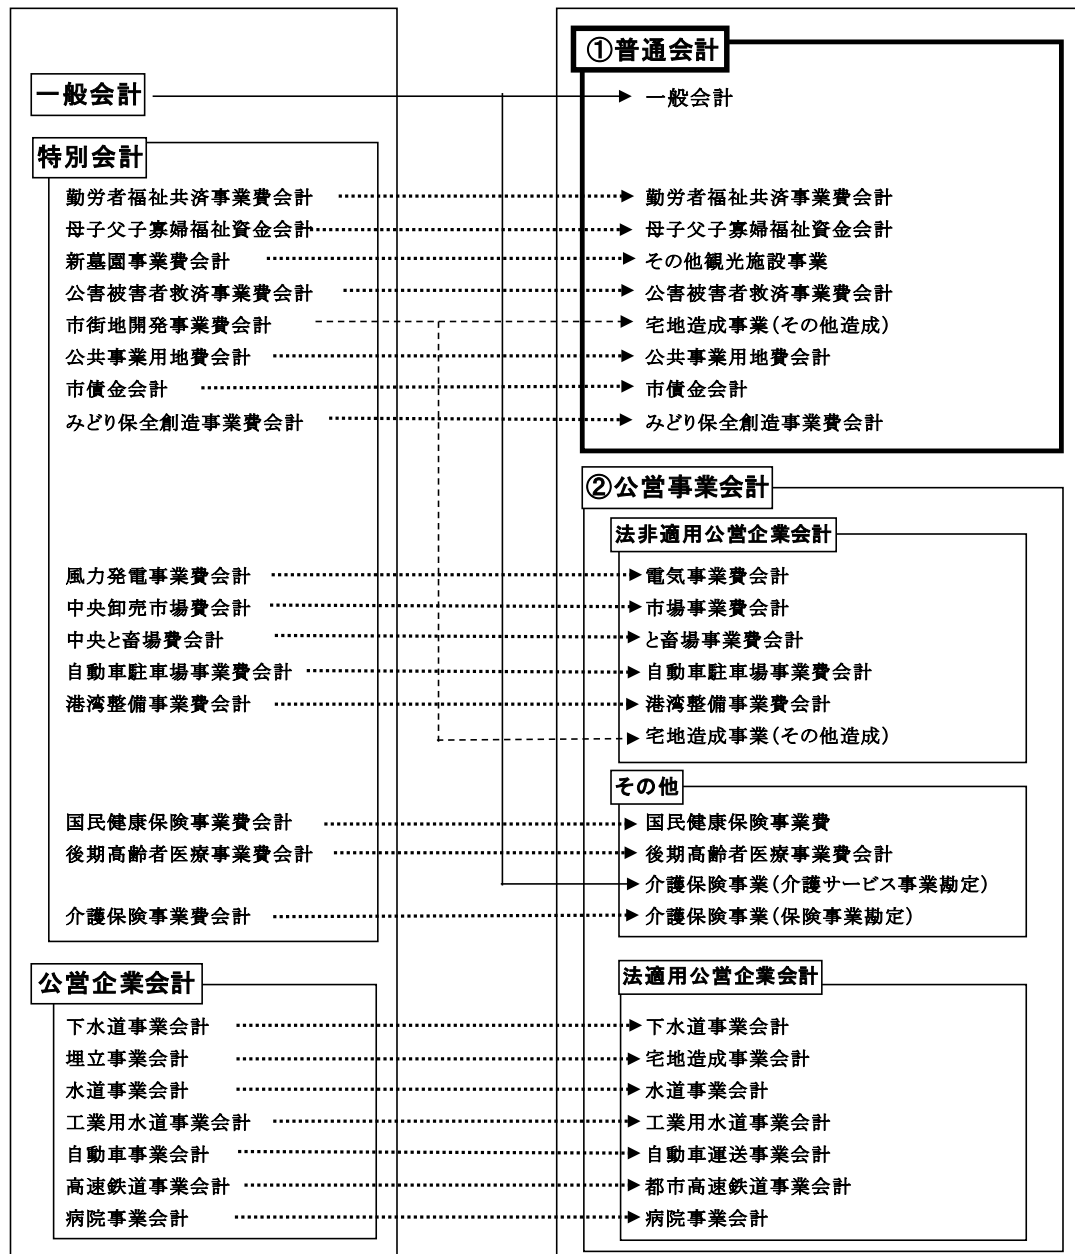 一般会計
特別会計
勤労者福祉共済事業費会計
母子父子寡婦福祉資金会計
新墓園事業費会計
公害被害者救済事業費会計
市街地開発事業費会計
公共事業用地費会計
市債金会計
みどり保全創造事業費会計
風力発電事業費会計
中央卸売市場費会計
中央と畜場費会計
自動車駐車場事業費会計
港湾整備事業費会計
国民健康保険事業費会計
後期高齢者医療事業費会計
介護保険事業費会計
公営企業会計
下水道事業会計
埋立事業会計
水道事業会計
工業用水道事業会計
自動車事業会計
高速鉄道事業会計
病院事業会計
①普通会計
一般会計
勤労者福祉共済事業費会計
母子父子寡婦福祉資金会計
その他観光施設事業
公害被害者救済事業費会計
宅地造成事業(その他造成)
公共事業用地費会計
市債金会計
みどり保全創造事業費会計
②公営事業会計
法非適用公営企業会計
電気事業費会計
市場事業費会計
と畜場事業費会計
自動車駐車場事業費会計
港湾整備事業費会計
宅地造成事業(その他造成)
その他
国民健康保険事業費
後期高齢者医療事業費会計
介護保険事業(介護サービス事業勘定)
介護保険事業(保険事業勘定)
法適用公営企業会計
下水道事業会計
宅地造成事業会計
水道事業会計
工業用水道事業会計
自動車運送事業会計
都市高速鉄道事業会計
病院事業会計